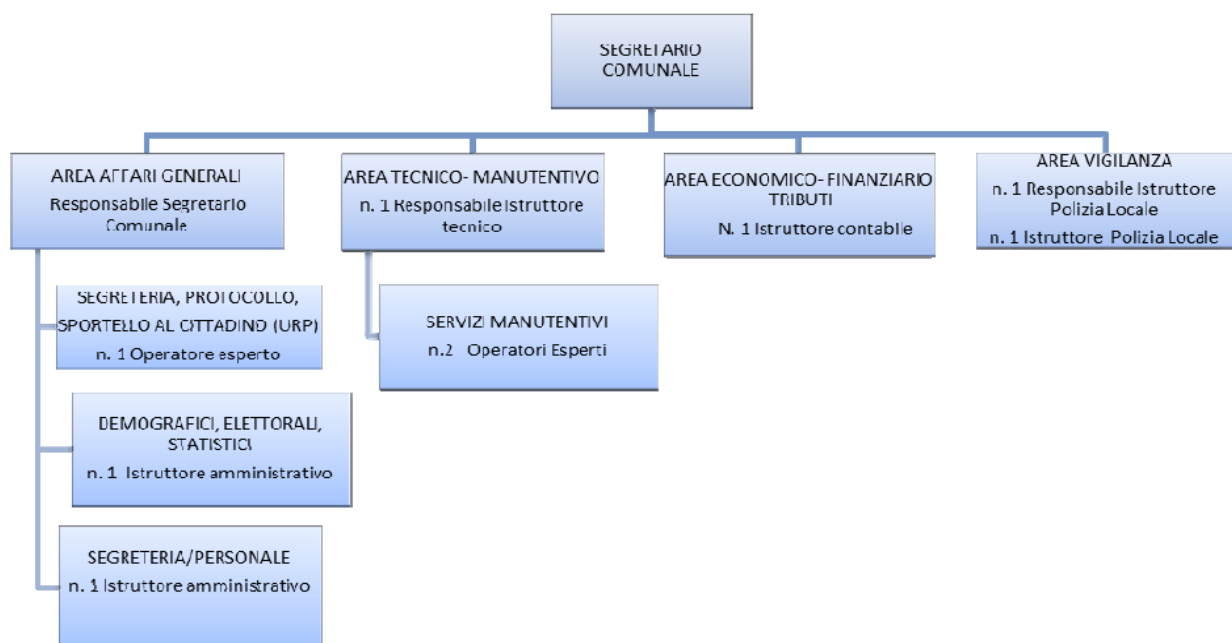 SEGRETARIO
COMUNALE
AREA AFFARI GENERALI
Responsabile Segretario
Comunale
AREA TECNICO- MANUTENTIVO
n. 1 Responsabile Istruttore
tecnico
AREA ECONOMICO- FINANZIARIO
TRIBUTI
N. 1 Istruttore contabile
AREA VIGILANZA
n. 1 Responsabile Istruttore
Polizia Locale
n. 1 Istruttore Polizia Locale
SEGRETERIA, PROTOCOLLO,
SPORTELLO AL CITTADINO (URP)
n. 1 Operatore esperto
SERVIZI MANUTENTIVI
n.2 Operatori Esperti
DEMOGRAFICI, ELETTORALI,
STATISTICI
n. 1 Istruttore amministrativo
SEGRETERIA/PERSONALE
n. 1 Istruttore amministrativo